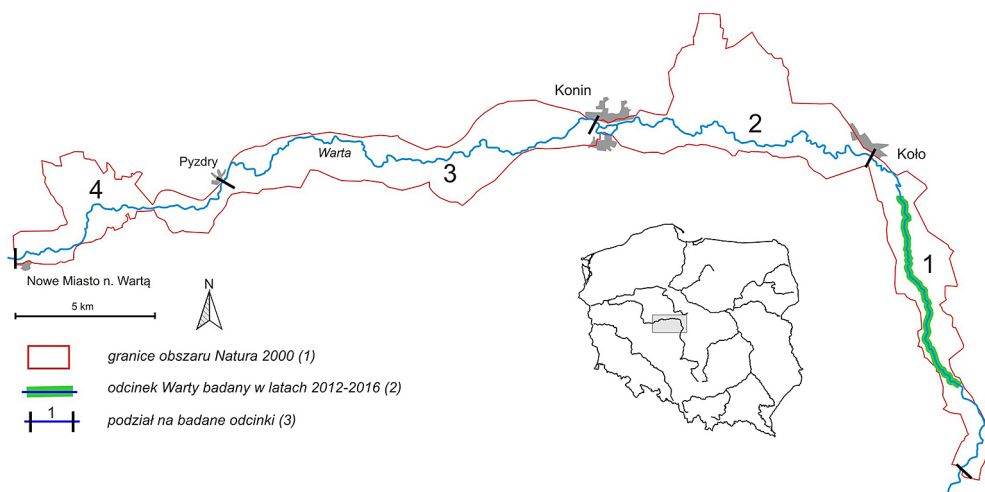 Konin
2
Koło
Pyzdry
Warta
3
4
1
Nowe Miasto n. Wartą
5 km
N
granice obszaru Natura 2000 (1)
odcinek Warty badany w latach 2012-2016 (2)
1
podział na badane odcinki (3)